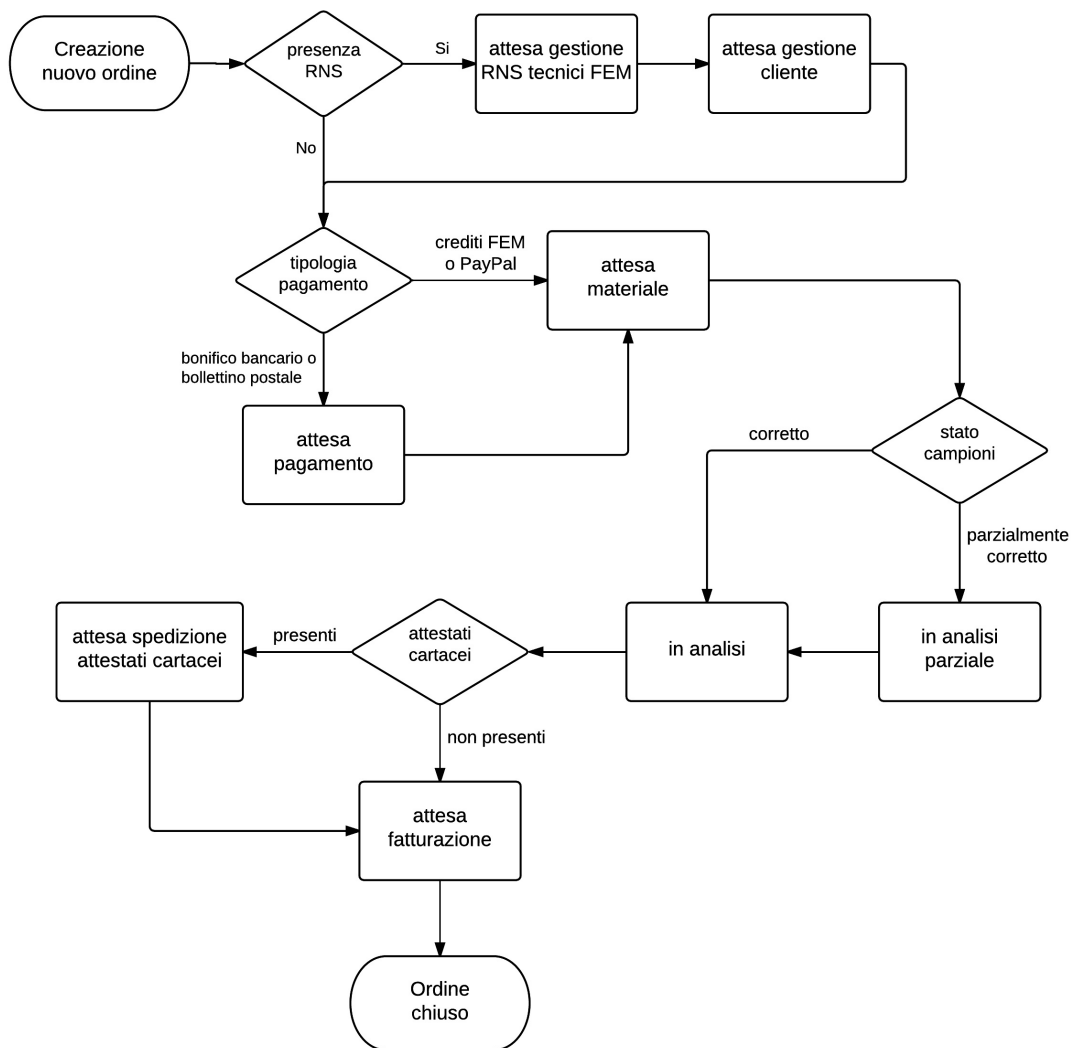 Creazione
nuovo ordine
presenza
RNS
Si
attesa gestione
RNS tecnici FEM
attesa gestione
cliente
No
tipologia
pagamento
crediti FEM
o PayPal
attesa
materiale
bonifico bancario o
bollettino postale
attesa
pagamento
corretto
stato
campioni
parzialmente
corretto
attesa spedizione
attestati cartacei
presenti
attestati
cartacei
in analisi
in analisi
parziale
non presenti
attesa
fatturazione
Ordine
chiuso